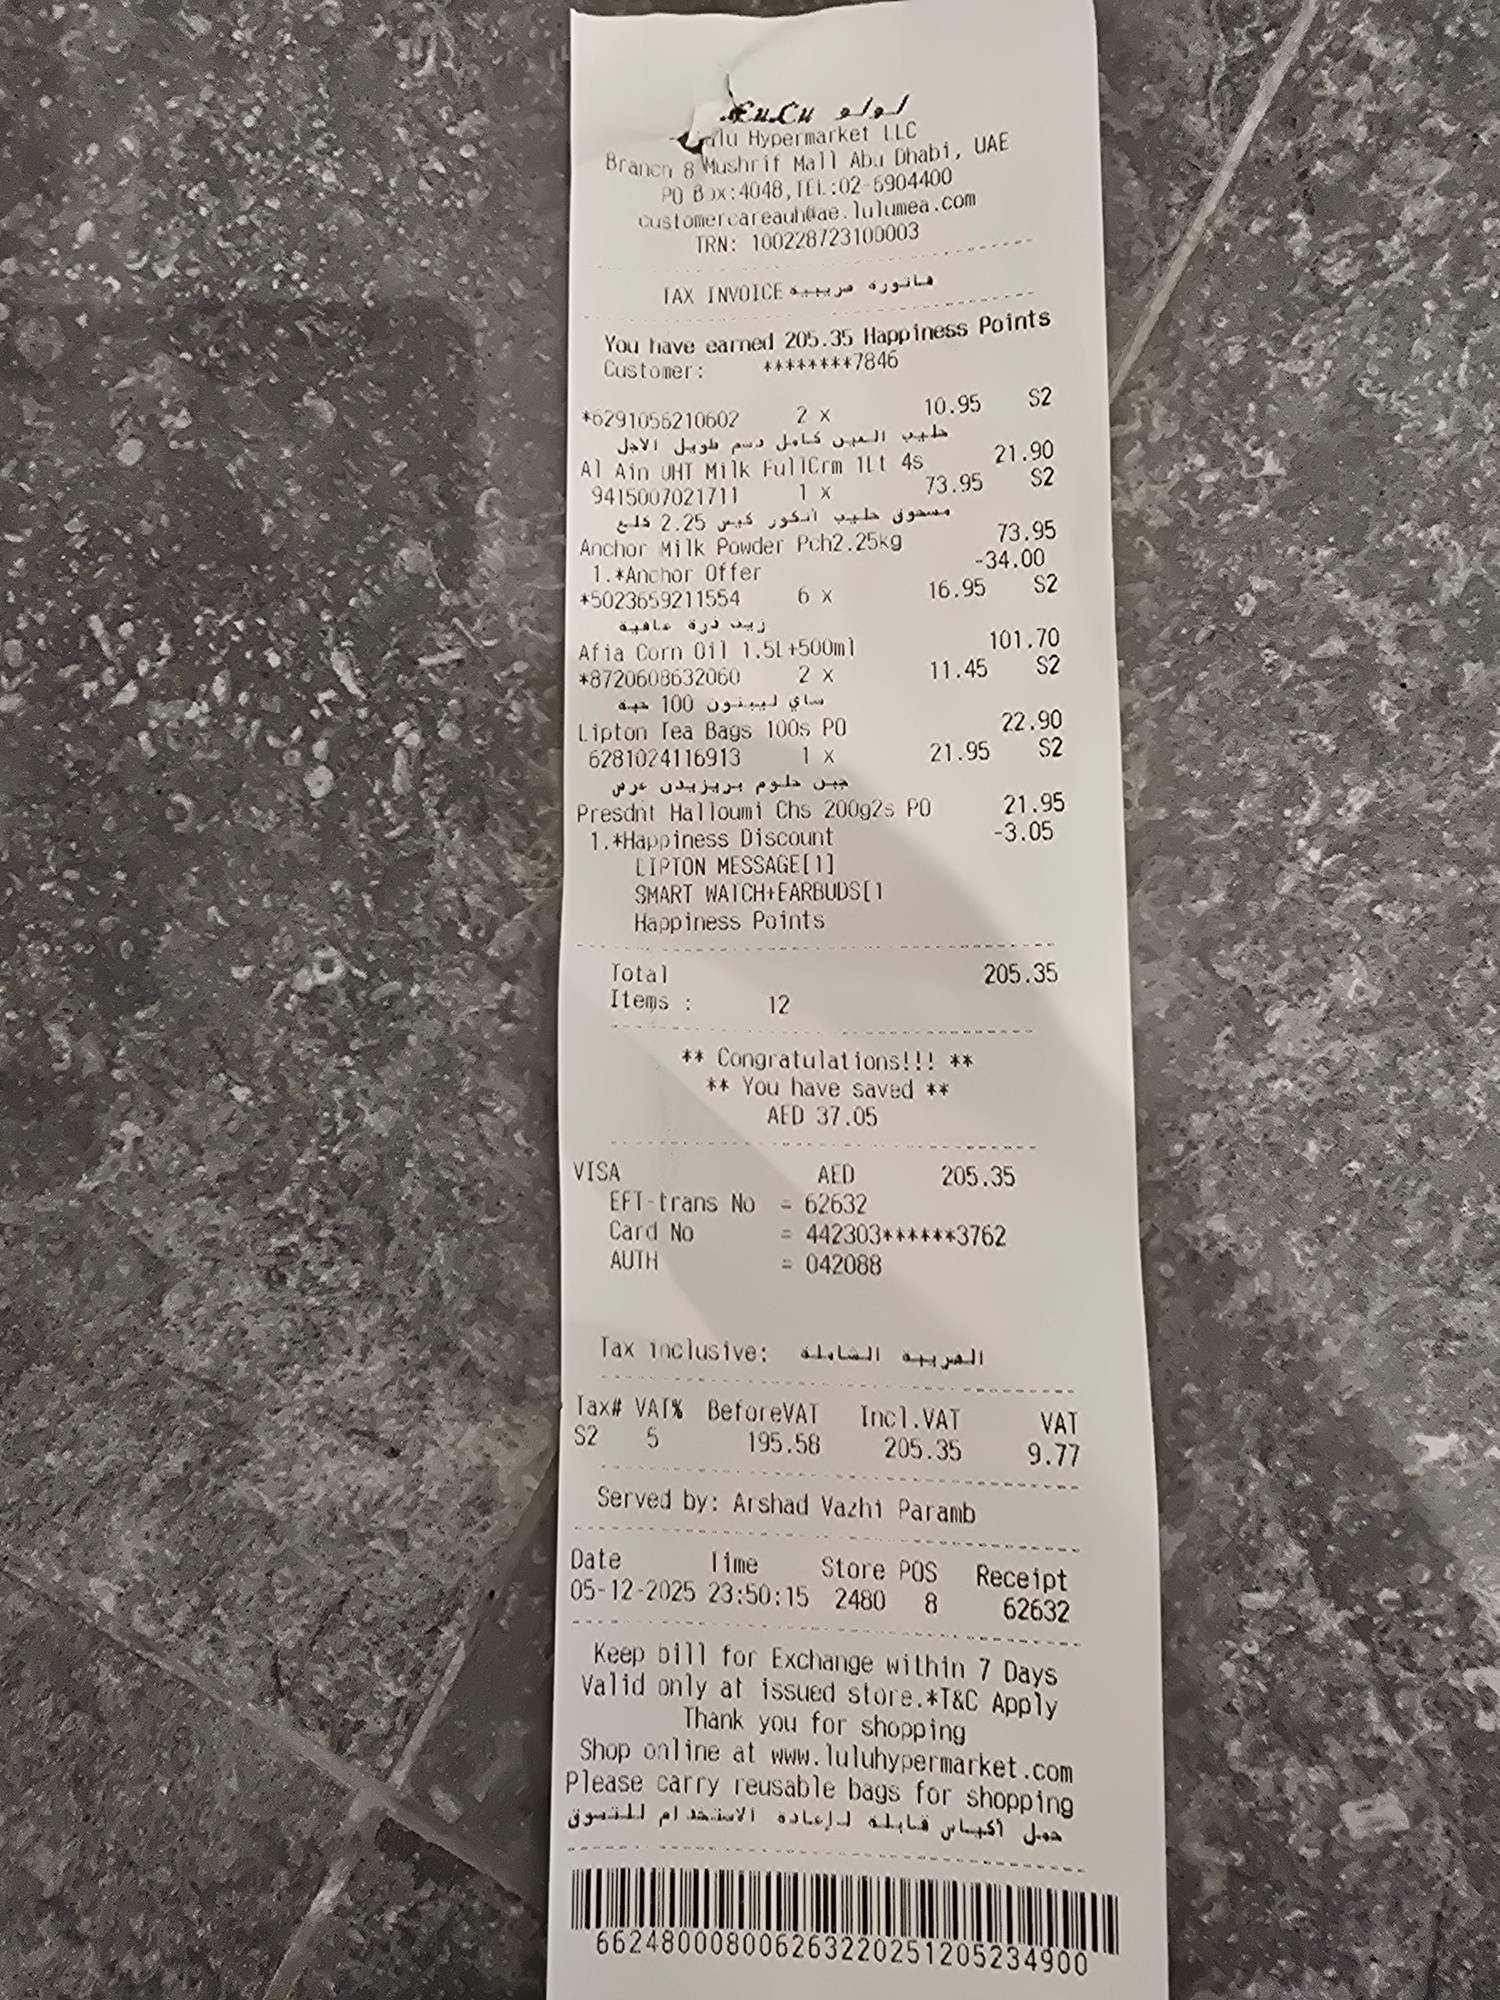 LuLu لولو
Lulu Hypermarket LLC
Branch 8 Mushrif Mall Abu Dhabi, UAE
PO Box:4048,TEL:02-6904400
customercareauh@ae.lulumea.com
TRN: 100228723100003
TAX INVOICE فاتورة ضريبية
You have earned 205.35 Happiness Points
Customer: ********7846
*6291056210602 2 x 10.95 S2
حليب العين كامل دسم طويل الاجل
Al Ain UHT Milk FullCrm 1Lt 4s 21.90
9415007021711 1 x 73.95 S2
مسحوق حليب انكور كيس 2.25 كلغ
Anchor Milk Powder Pch2.25kg 73.95
1.*Anchor Offer -34.00
*5023659211554 6 x 16.95 S2
زيت ذرة عافية
Afia Corn Oil 1.5L+500ml 101.70
*8720608632060 2 x 11.45 S2
شاي ليبتون 100 حبة
Lipton Tea Bags 100s PO 22.90
6281024116913 1 x 21.95 S2
جبن حلوم بريزيدن عرض
Presdnt Halloumi Chs 200g2s PO 21.95
1.*Happiness Discount -3.05
LIPTON MESSAGE[1]
SMART WATCH+EARBUDS[1
Happiness Points
Total 205.35
Items : 12
** Congratulations!!! **
** You have saved **
AED 37.05
VISA AED 205.35
EFT-trans No = 62632
Card No = 442303******3762
AUTH = 042088
Tax inclusive: الضريبة الشاملة
Tax# VAT% BeforeVAT Incl.VAT VAT
S2 5 195.58 205.35 9.77
Served by: Arshad Vazhi Paramb
Date Time Store POS Receipt
05-12-2025 23:50:15 2480 8 62632
Keep bill for Exchange within 7 Days
Valid only at issued store.*T&C Apply
Thank you for shopping
Shop online at www.luluhypermarket.com
Please carry reusable bags for shopping
حمل أكياس قابلة لإعادة الاستخدام للتسوق
662480008006263220251205234900